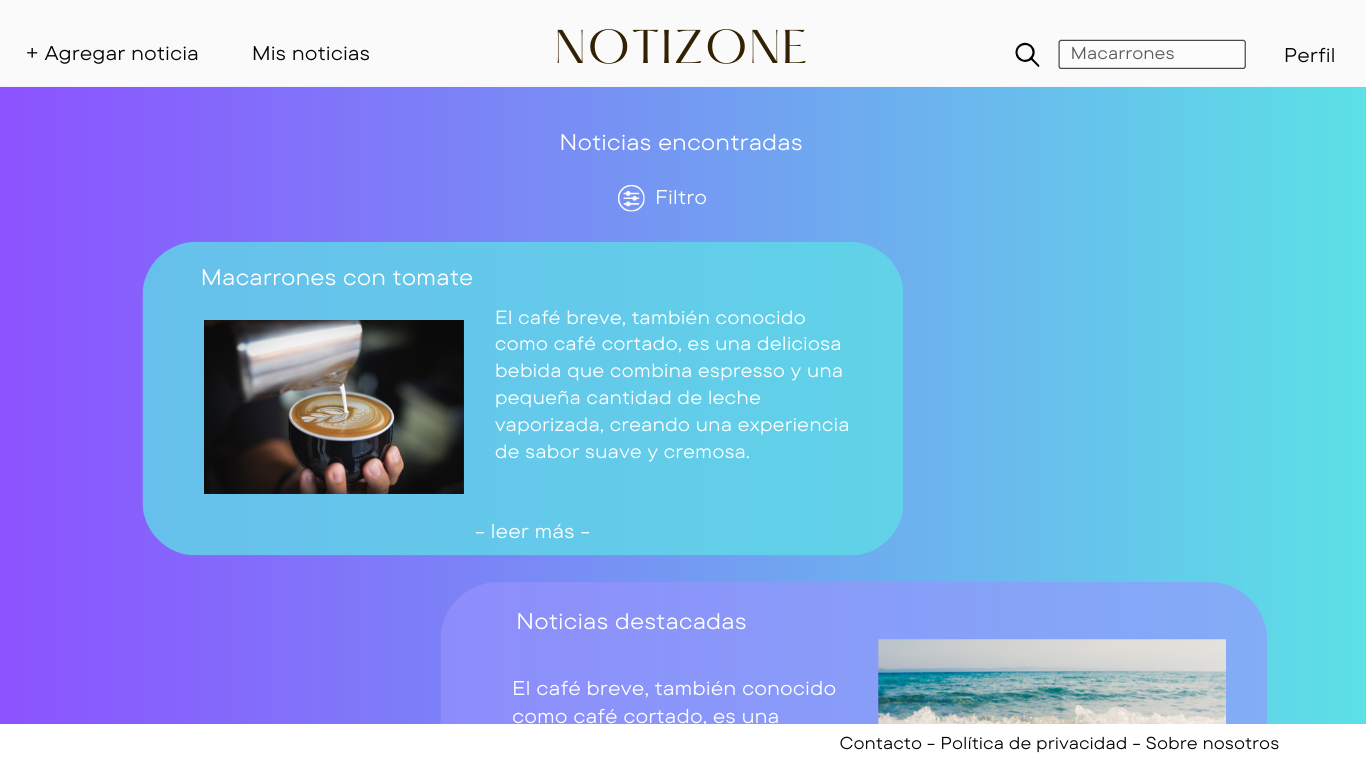 + Agregar noticia
Mis noticias
NOTIZONE
Macarrones
Perfil
Noticias encontradas
Filtro
Macarrones con tomate
El café breve, también conocido
como café cortado, es una deliciosa
bebida que combina espresso y una
pequeña cantidad de leche
vaporizada, creando una experiencia
de sabor suave y cremosa.
– leer más –
Noticias destacadas
El café breve, también conocido
como café cortado, es una
Contacto – Política de privacidad – Sobre nosotros